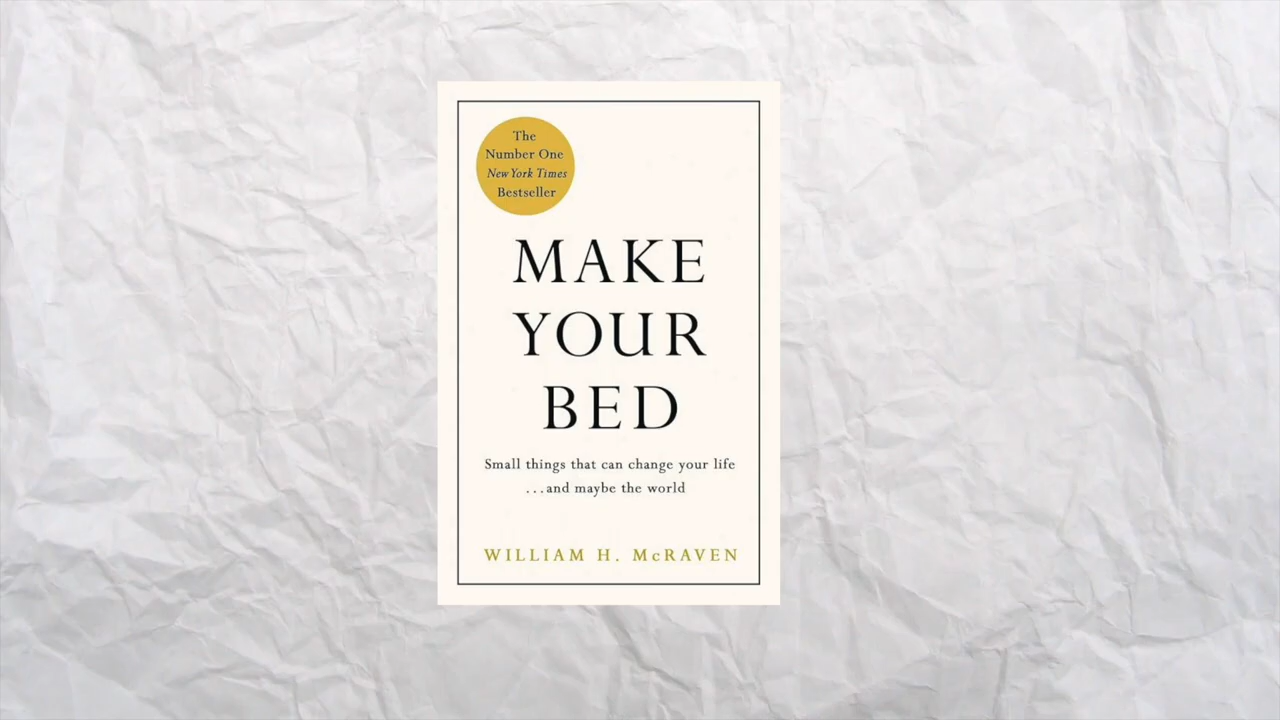 The
Number One
New York Times
Bestseller
MAKE
YOUR
BED
Small things that can change your life
...and maybe the world
WILLIAM H. McRAVEN